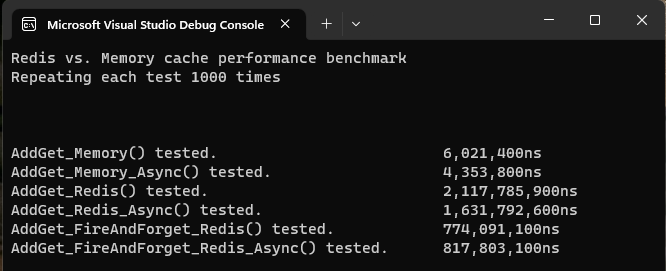 Microsoft Visual Studio Debug Console
Redis vs. Memory cache performance benchmark
Repeating each test 1000 times
AddGet_Memory() tested. 6,021,400ns
AddGet_Memory_Async() tested. 4,353,800ns
AddGet_Redis() tested. 2,117,785,900ns
AddGet_Redis_Async() tested. 1,631,792,600ns
AddGet_FireAndForget_Redis() tested. 774,091,100ns
AddGet_FireAndForget_Redis_Async() tested. 817,803,100ns